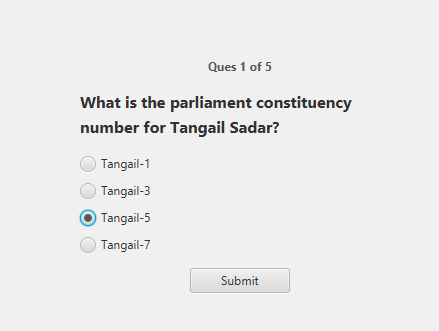 Ques 1 of 5
What is the parliament constituency
number for Tangail Sadar?
Tangail-1
Tangail-3
Tangail-5
Tangail-7
Submit